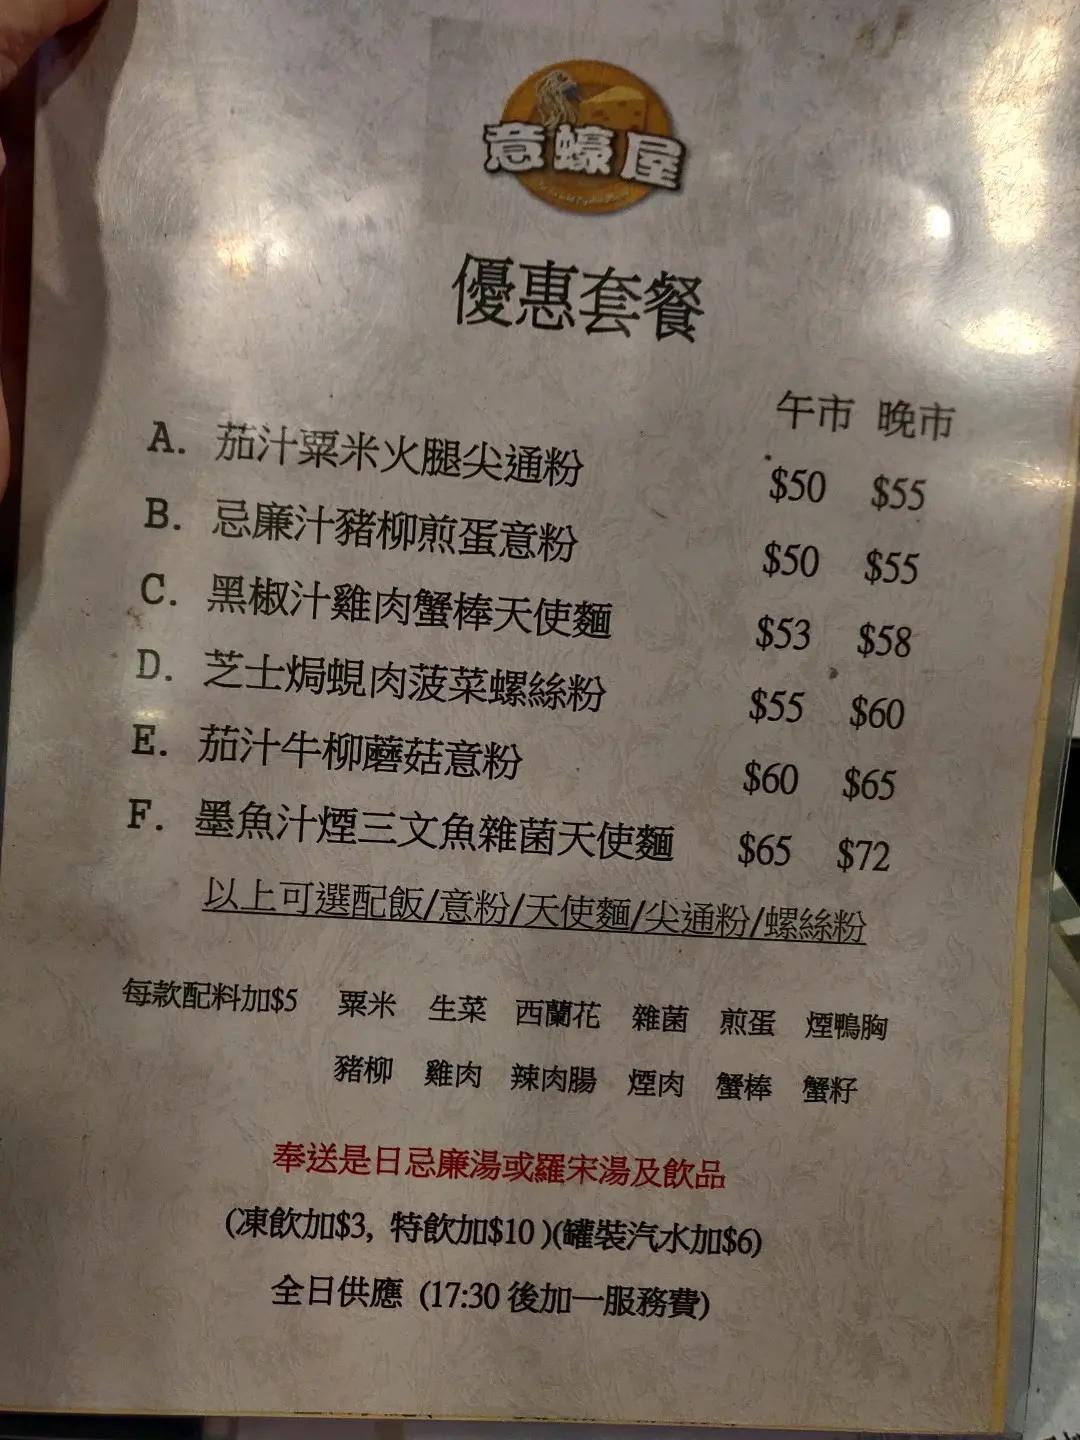 意蠔屋
優惠套餐
午市 晚市
A. 茄汁粟米火腿尖通粉 $50 $55
B. 忌廉汁豬柳煎蛋意粉 $50 $55
C. 黑椒汁雞肉蟹棒天使麵 $53 $58
D. 芝士焗蜆肉菠菜螺絲粉 $55 $60
E. 茄汁牛柳蘑菇意粉 $60 $65
F. 墨魚汁煙三文魚雜菌天使麵 $65 $72
以上可選配飯/意粉/天使麵/尖通粉/螺絲粉
每款配料加$5 粟米 生菜 西蘭花 雜菌 煎蛋 煙鴨胸
豬柳 雞肉 辣肉腸 煙肉 蟹棒 蟹籽
奉送是日忌廉湯或羅宋湯及飲品
(凍飲加$3, 特飲加$10 )(罐裝汽水加$6)
全日供應 (17:30 後加一服務費)